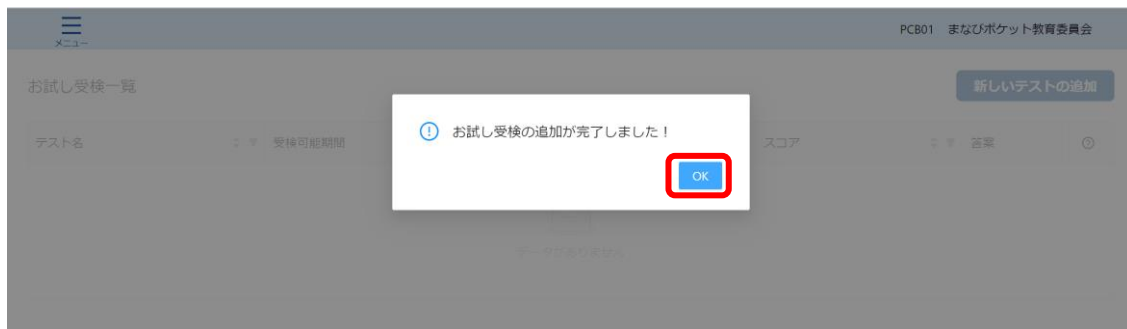 メニュー
PCB01 まなびポケット教育委員会
お試し受検一覧
新しいテストの追加
お試し受検の追加が完了しました！
テスト名
受検可能期間
スコア
答案
OK
データがありません